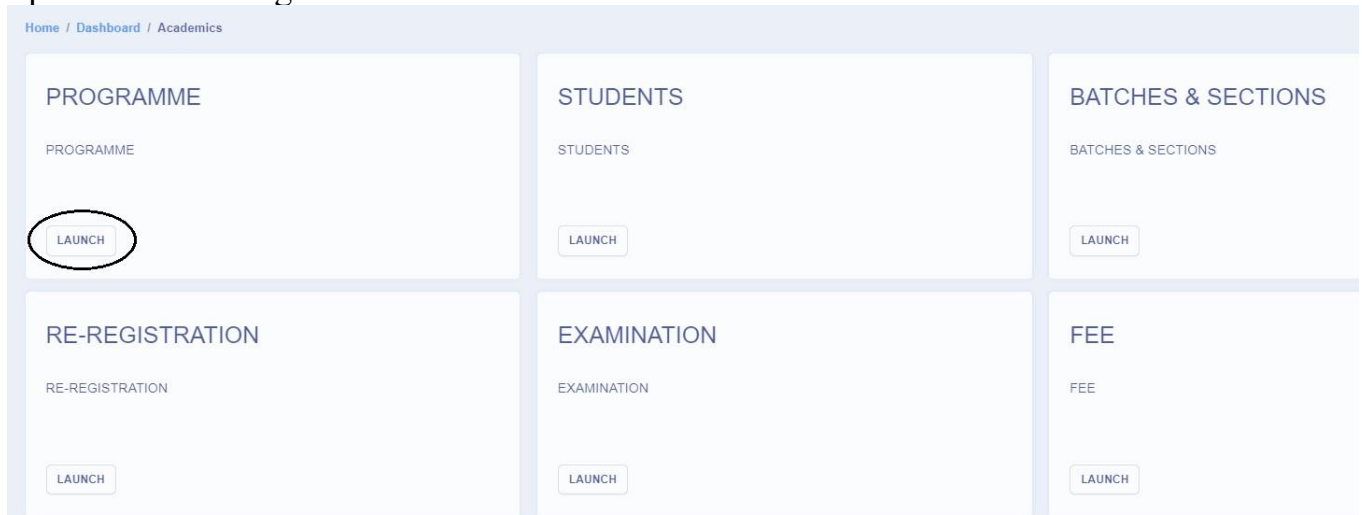 Home / Dashboard / Academics
PROGRAMME
STUDENTS
BATCHES & SECTIONS
PROGRAMME
STUDENTS
BATCHES & SECTIONS
LAUNCH
LAUNCH
LAUNCH
RE-REGISTRATION
EXAMINATION
FEE
RE-REGISTRATION
EXAMINATION
FEE
LAUNCH
LAUNCH
LAUNCH